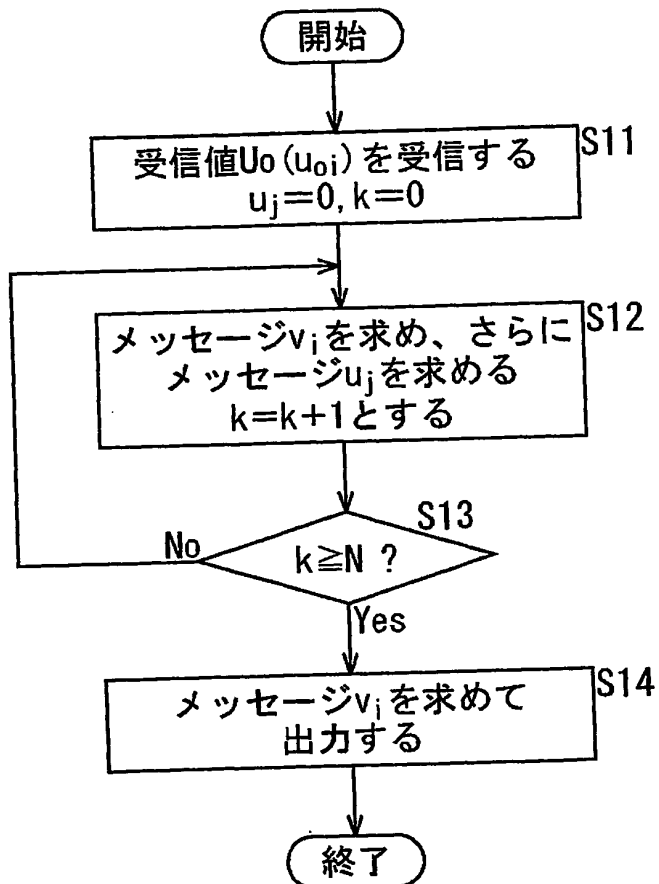 開始
S11
受信値U₀(u₀ᵢ)を受信する
uⱼ=0, k=0
S12
メッセージvᵢを求め、さらに
メッセージuⱼを求める
k=k+1とする
S13
No
k≧N ?
Yes
S14
メッセージvᵢを求めて
出力する
終了